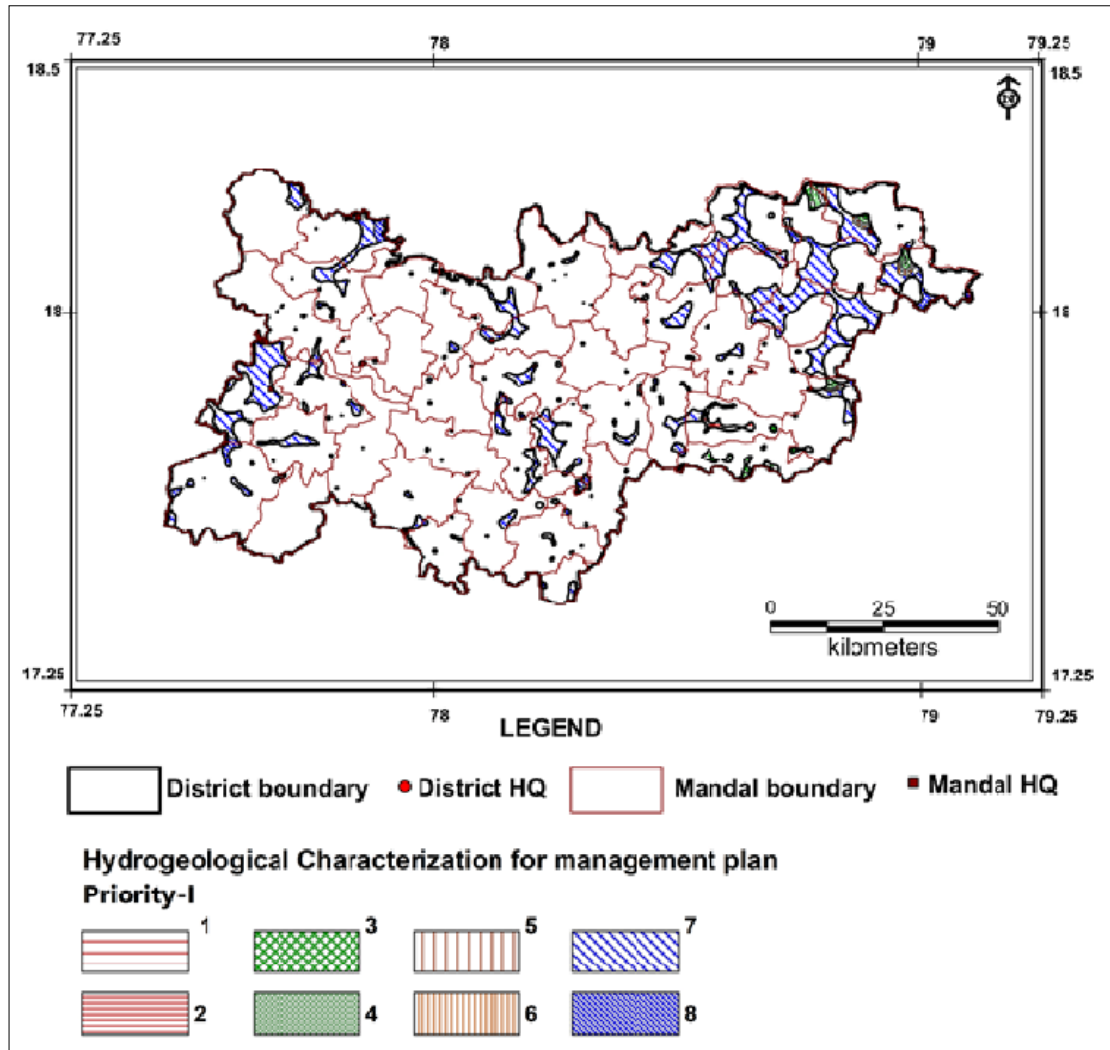 77.25 78 79 79.25
18.5 18.5
18 18
0 25 50
kilometers
17.25 17.25
77.25 78 79 79.25
LEGEND
District boundary District HQ Mandal boundary Mandal HQ
Hydrogeological Characterization for management plan
Priority-I
1 3 5 7
2 4 6 8